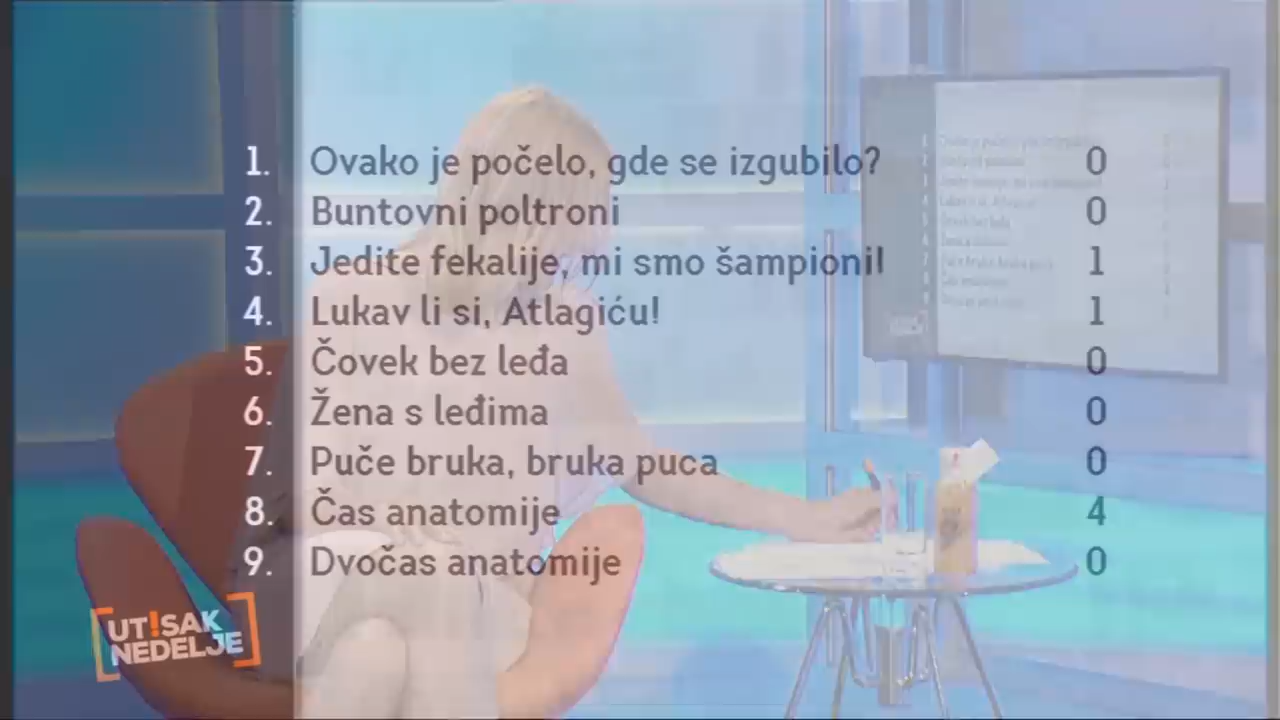 1. Ovako je počelo, gde se izgubilo? 0
2. Buntovni poltroni 0
3. Jedite fekalije, mi smo šampioni! 1
4. Lukav li si, Atlagiću! 1
5. Čovek bez leđa 0
6. Žena s leđima 0
7. Puče bruka, bruka puca 0
8. Čas anatomije 4
9. Dvočas anatomije 0
UT!SAK
NEDELJE